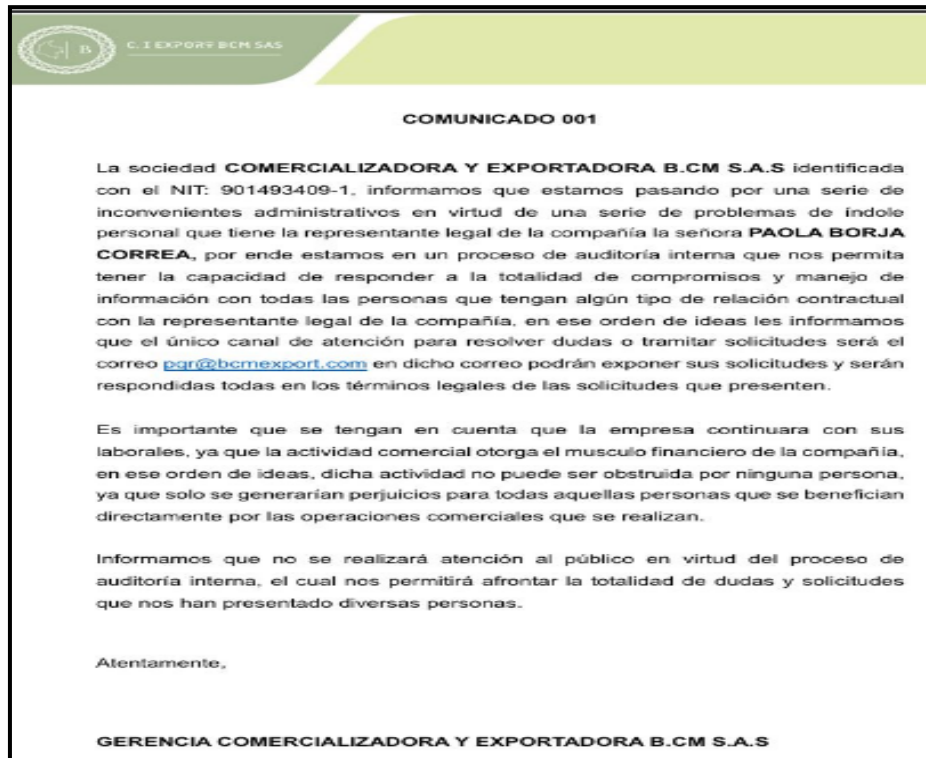 B
C. I EXPORT BCM SAS
COMUNICADO 001
La sociedad COMERCIALIZADORA Y EXPORTADORA B.CM S.A.S identificada
con el NIT: 901493409-1, informamos que estamos pasando por una serie de
inconvenientes administrativos en virtud de una serie de problemas de índole
personal que tiene la representante legal de la compañía la señora PAOLA BORJA
CORREA, por ende estamos en un proceso de auditoría interna que nos permita
tener la capacidad de responder a la totalidad de compromisos y manejo de
información con todas las personas que tengan algún tipo de relación contractual
con la representante legal de la compañía, en ese orden de ideas les informamos
que el único canal de atención para resolver dudas o tramitar solicitudes será el
correo pqr@bcmexport.com en dicho correo podrán exponer sus solicitudes y serán
respondidas todas en los términos legales de las solicitudes que presenten.
Es importante que se tengan en cuenta que la empresa continuara con sus
laborales, ya que la actividad comercial otorga el musculo financiero de la compañía,
en ese orden de ideas, dicha actividad no puede ser obstruida por ninguna persona,
ya que solo se generarían perjuicios para todas aquellas personas que se benefician
directamente por las operaciones comerciales que se realizan.
Informamos que no se realizará atención al público en virtud del proceso de
auditoría interna, el cual nos permitirá afrontar la totalidad de dudas y solicitudes
que nos han presentado diversas personas.
Atentamente,
GERENCIA COMERCIALIZADORA Y EXPORTADORA B.CM S.A.S